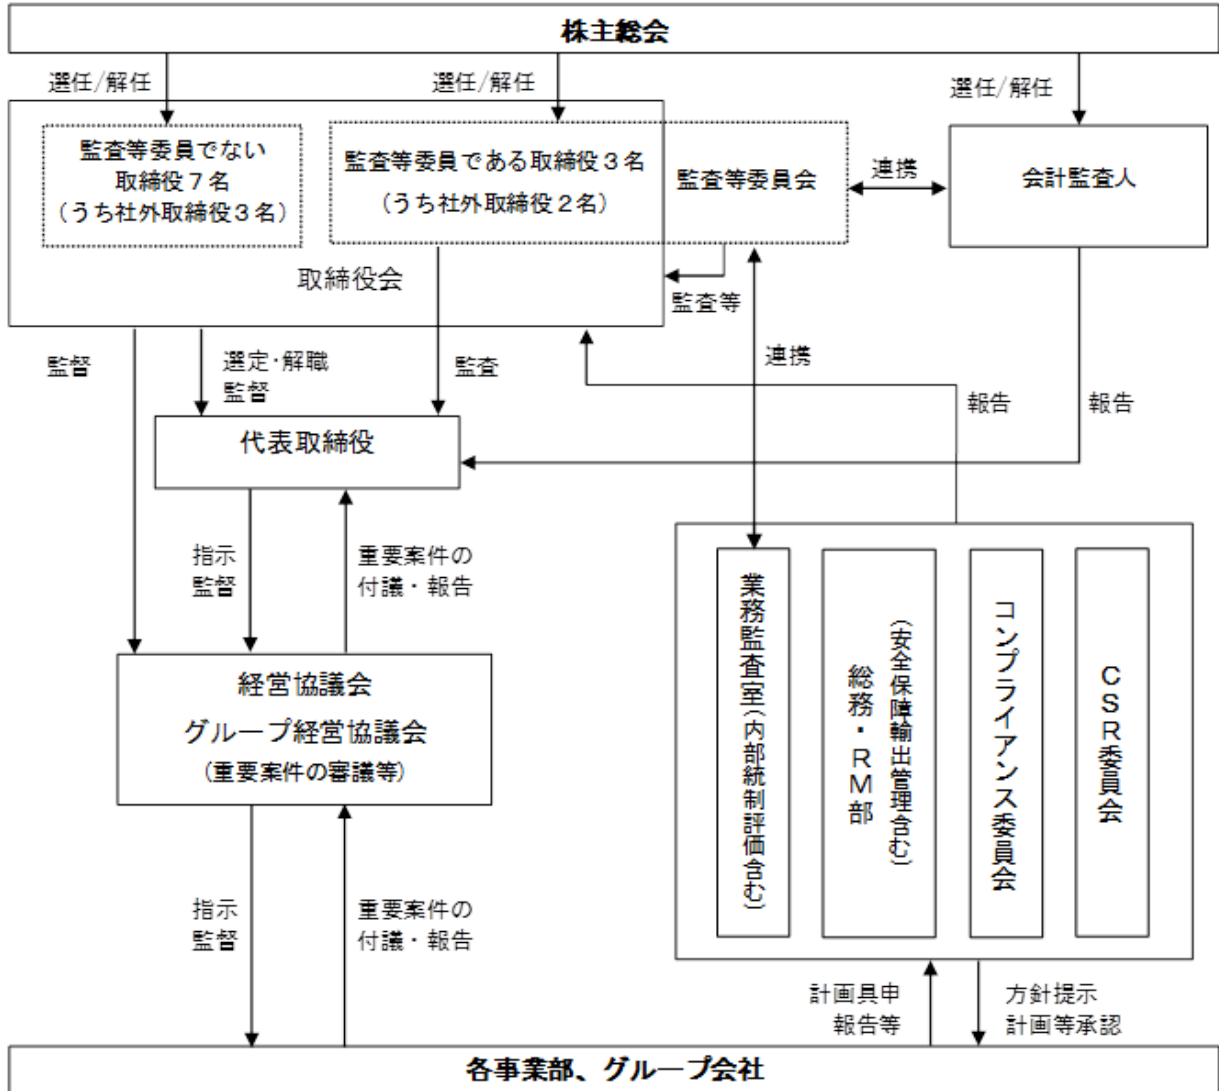 株主総会
選任/解任
選任/解任
選任/解任
監査等委員でない
取締役７名
（うち社外取締役３名）
監査等委員である取締役３名
（うち社外取締役２名）
監査等委員会
連携
会計監査人
取締役会
監査等
監督
選定・解職
監督
監査
連携
報告
報告
代表取締役
指示
監督
重要案件の
付議・報告
経営協議会
グループ経営協議会
（重要案件の審議等）
業務監査室（内部統制評価含む）
総務・ＲＭ部
（安全保障輸出管理含む）
コンプライアンス委員会
ＣＳＲ委員会
指示
監督
重要案件の
付議・報告
計画具申
報告等
方針提示
計画等承認
各事業部、グループ会社